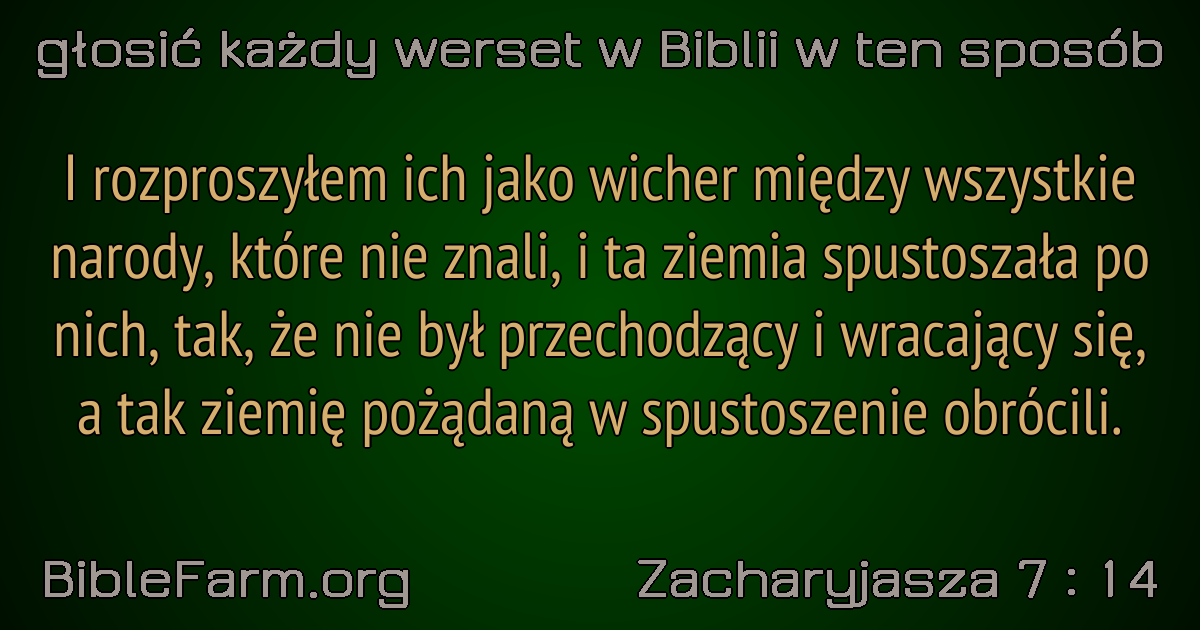 głosić każdy werset w Biblii w ten sposób
I rozproszyłem ich jako wicher między wszystkie
narody, które nie znali, i ta ziemia spustoszała po
nich, tak, że nie był przechodzący i wracający się,
a tak ziemię pożądaną w spustoszenie obrócili.
BibleFarm.org
Zacharyjasza 7 : 14